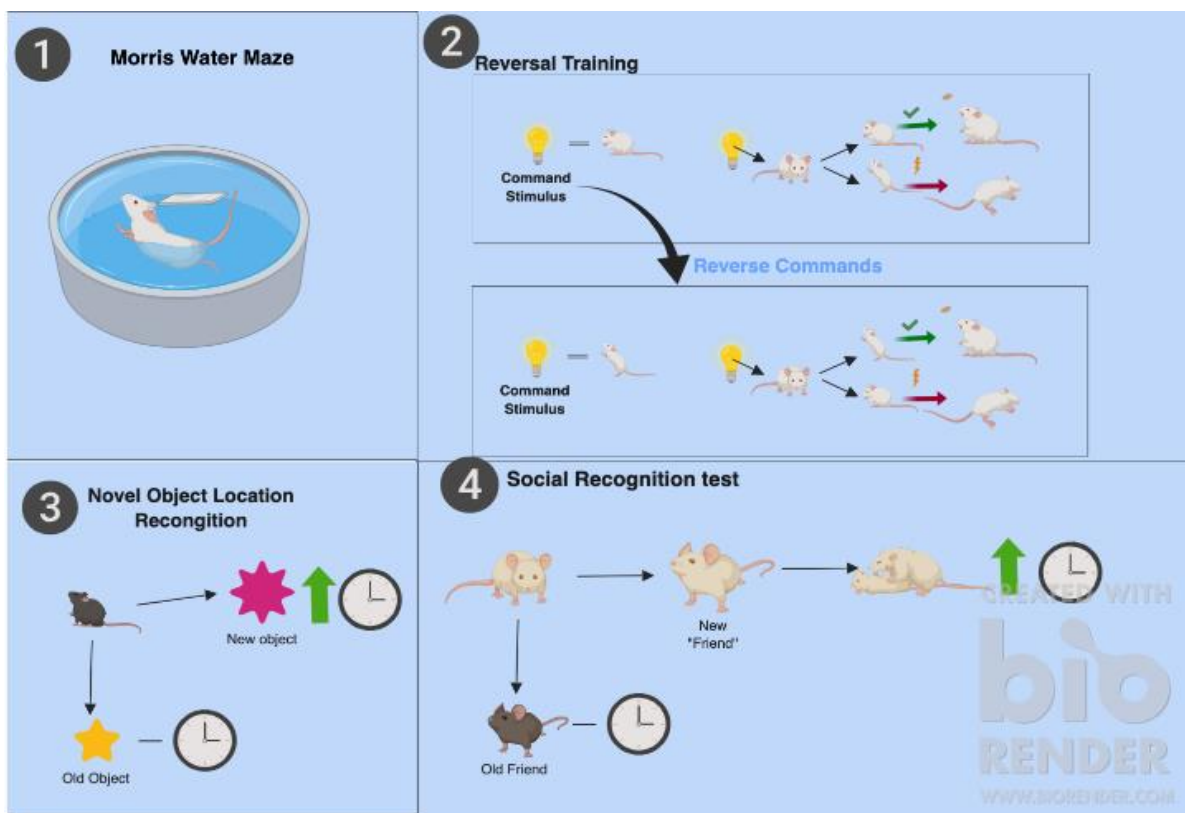 1
Morris Water Maze
2
Reversal Training
Command
Stimulus
Reverse Commands
Command
Stimulus
3
Novel Object Location
Recongition
New object
Old Object
4
Social Recognition test
New
"Friend"
Old Friend
CREATED WITH
bio
RENDER
WWW.BIORENDER.COM